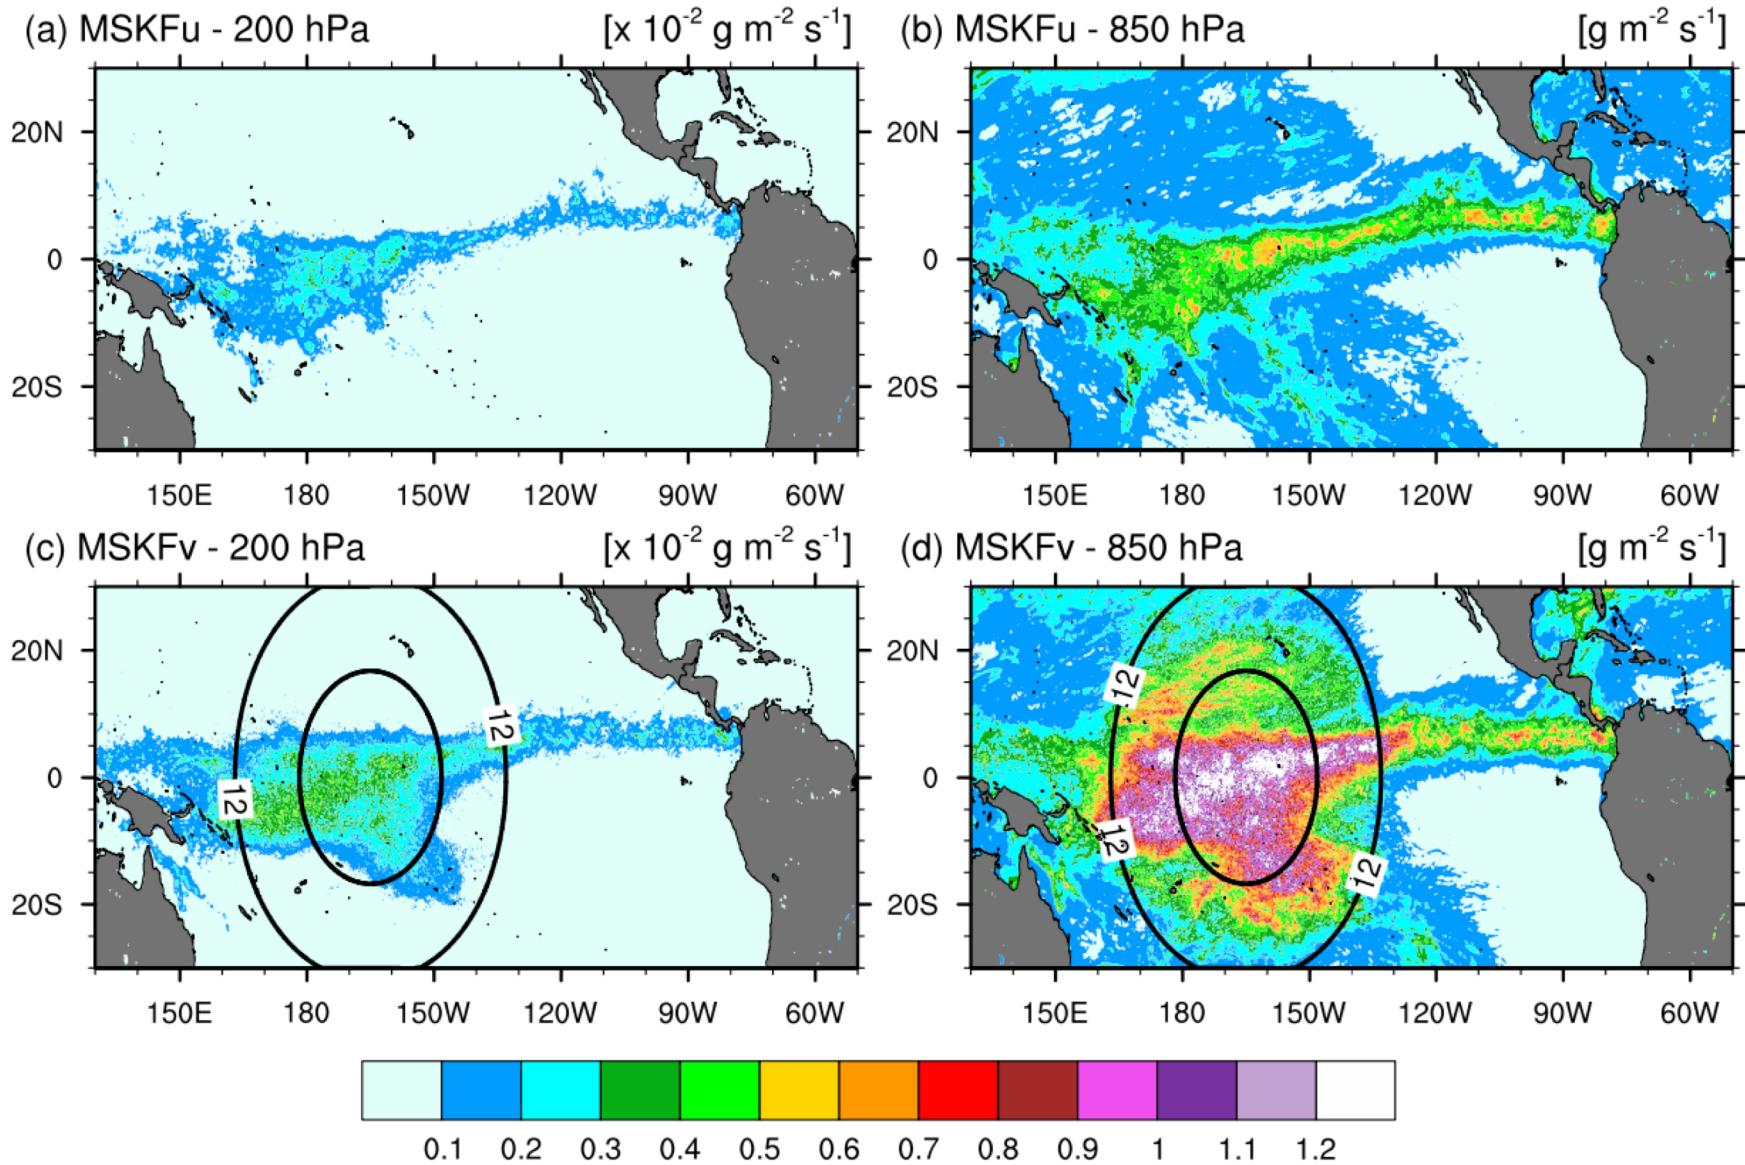 (a) MSKFu - 200 hPa [x 10⁻² g m⁻² s⁻¹]
(b) MSKFu - 850 hPa [g m⁻² s⁻¹]
20N
0
20S
150E 180 150W 120W 90W 60W
20N
0
20S
150E 180 150W 120W 90W 60W
(c) MSKFv - 200 hPa [x 10⁻² g m⁻² s⁻¹]
(d) MSKFv - 850 hPa [g m⁻² s⁻¹]
20N
0
20S
12
12
150E 180 150W 120W 90W 60W
20N
0
20S
12
12
12
150E 180 150W 120W 90W 60W
0.1 0.2 0.3 0.4 0.5 0.6 0.7 0.8 0.9 1 1.1 1.2